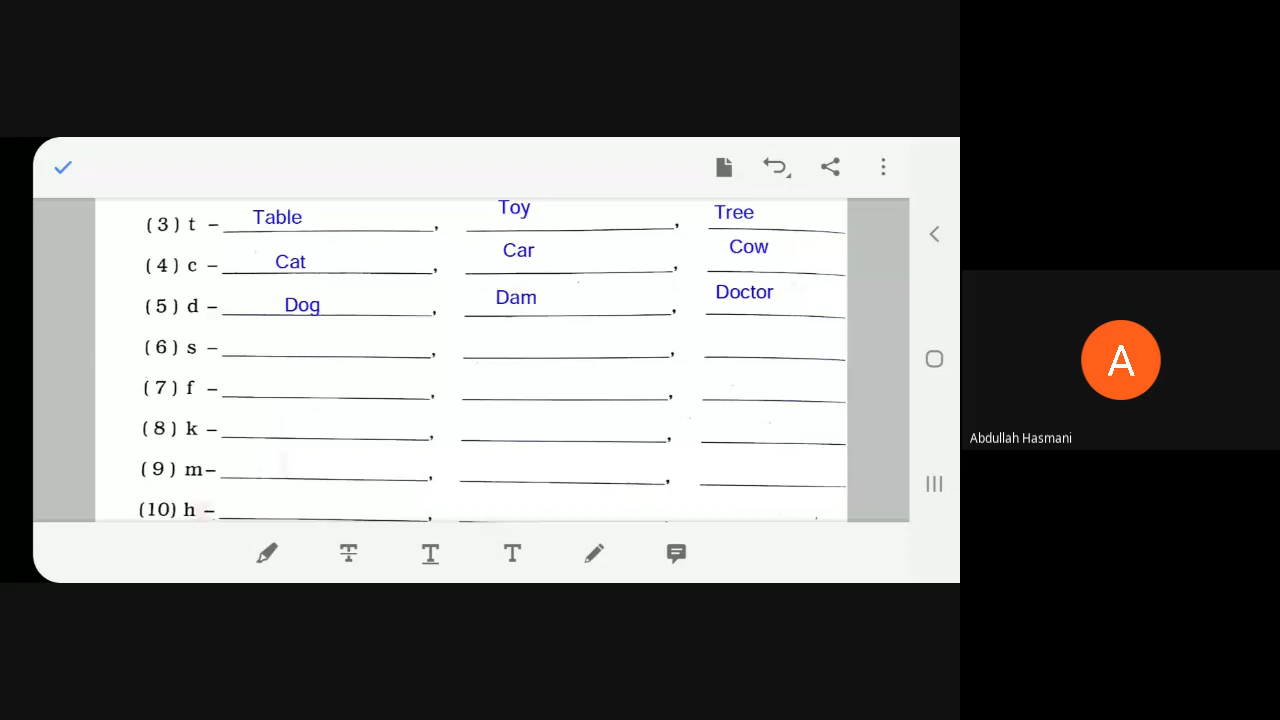 (3) t – Table, Toy, Tree
(4) c – Cat, Car, Cow
(5) d – Dog, Dam, Doctor
(6) s – , ,
(7) f – , ,
(8) k – , ,
(9) m– , ,
(10) h – ,
A
Abdullah Hasmani